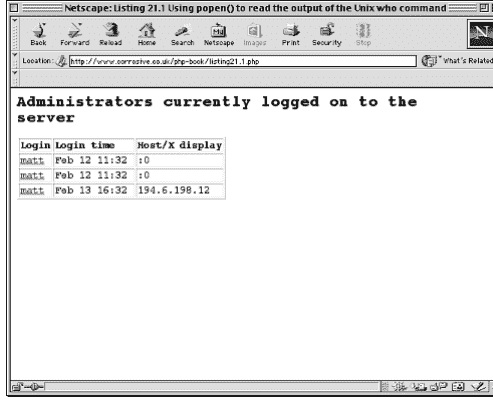 Netscape: Listing 21.1 Using popen() to read the output of the Unix who command
Back Forward Reload Home Search Netscape Images Print Security Stop
Location: http://www.corrosive.co.uk/php-book/listing21.1.php What's Related
Administrators currently logged on to the
server
Login Login time Host/X display
matt Feb 12 11:32 :0
matt Feb 12 11:32 :0
matt Feb 13 16:32 194.6.198.12